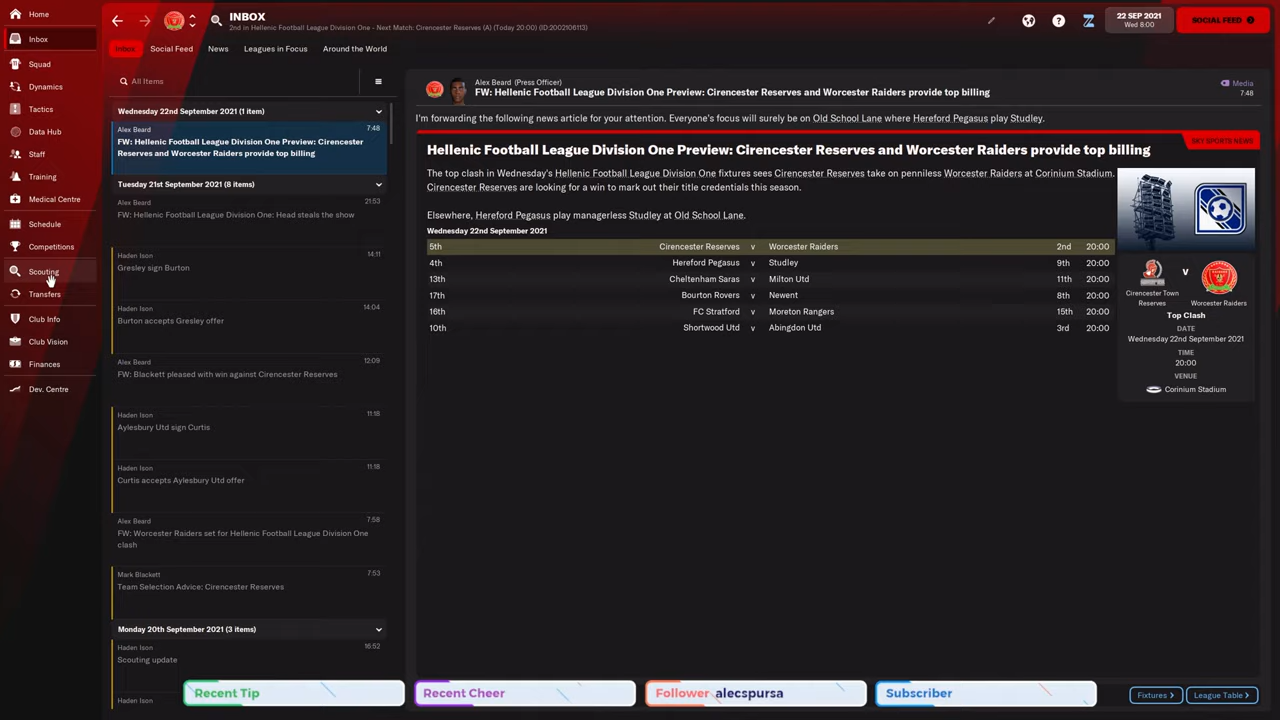 Home
Inbox
Squad
Dynamics
Tactics
Data Hub
Staff
Training
Medical Centre
Schedule
Competitions
Scouting
Transfers
Club Info
Club Vision
Finances
Dev. Centre
INBOX
2nd in Hellenic Football League Division One - Next Match: Cirencester Reserves (A) (Today 20:00) (ID:2002106113)
22 SEP 2021
Wed 8:00
SOCIAL FEED
Inbox
Social Feed
News
Leagues in Focus
Around the World
All Items
Wednesday 22nd September 2021 (1 item)
Alex Beard
7:48
FW: Hellenic Football League Division One Preview: Cirencester
Reserves and Worcester Raiders provide top billing
Tuesday 21st September 2021 (8 items)
Alex Beard
21:53
FW: Hellenic Football League Division One: Head steals the show
Haden Ison
14:11
Gresley sign Burton
Haden Ison
14:04
Burton accepts Gresley offer
Alex Beard
12:09
FW: Blackett pleased with win against Cirencester Reserves
Haden Ison
11:18
Aylesbury Utd sign Curtis
Haden Ison
11:18
Curtis accepts Aylesbury Utd offer
Alex Beard
7:58
FW: Worcester Raiders set for Hellenic Football League Division One
clash
Mark Blackett
7:53
Team Selection Advice: Cirencester Reserves
Monday 20th September 2021 (3 items)
Haden Ison
16:52
Scouting update
Haden Ison
Alex Beard (Press Officer)
FW: Hellenic Football League Division One Preview: Cirencester Reserves and Worcester Raiders provide top billing
Media
7:48
I'm forwarding the following news article for your attention. Everyone's focus will surely be on Old School Lane where Hereford Pegasus play Studley.
SKY SPORTS NEWS
Hellenic Football League Division One Preview: Cirencester Reserves and Worcester Raiders provide top billing
The top clash in Wednesday's Hellenic Football League Division One fixtures sees Cirencester Reserves take on penniless Worcester Raiders at Corinium Stadium.
Cirencester Reserves are looking for a win to mark out their title credentials this season.
Elsewhere, Hereford Pegasus play managerless Studley at Old School Lane.
Wednesday 22nd September 2021
5th Cirencester Reserves v Worcester Raiders 2nd 20:00
4th Hereford Pegasus v Studley 9th 20:00
13th Cheltenham Saras v Milton Utd 11th 20:00
17th Bourton Rovers v Newent 8th 20:00
16th FC Stratford v Moreton Rangers 15th 20:00
10th Shortwood Utd v Abingdon Utd 3rd 20:00
V
Cirencester Town
Reserves
Worcester Raiders
Top Clash
DATE
Wednesday 22nd September 2021
TIME
20:00
VENUE
Corinium Stadium
Recent Tip
Recent Cheer
Follower alecspursa
Subscriber
Fixtures >
League Table >